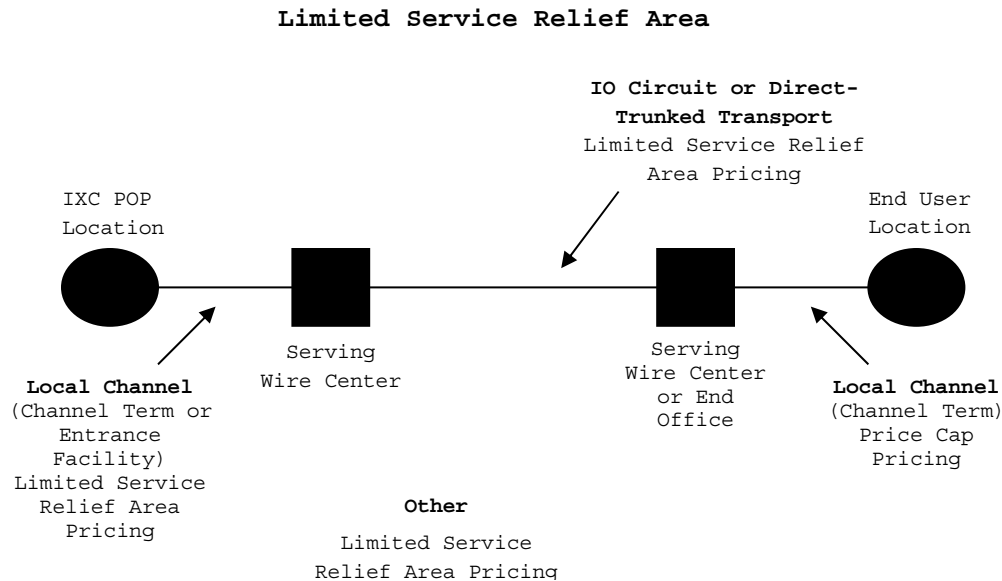 Limited Service Relief Area
IO Circuit or Direct-
Trunked Transport
Limited Service Relief
Area Pricing
IXC POP
Location
End User
Location
Serving
Wire Center
Serving
Wire Center
or End
Office
Local Channel
(Channel Term or
Entrance
Facility)
Limited Service
Relief Area
Pricing
Local Channel
(Channel Term)
Price Cap
Pricing
Other
Limited Service
Relief Area Pricing